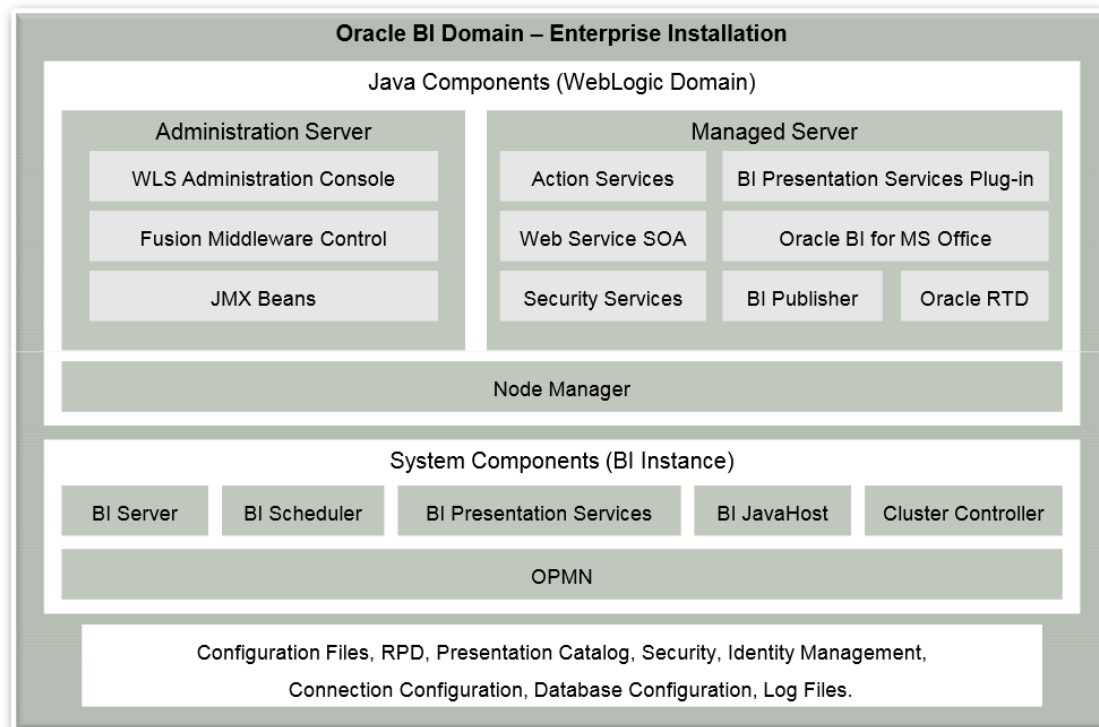 Oracle BI Domain – Enterprise Installation
Java Components (WebLogic Domain)
Administration Server
WLS Administration Console
Fusion Middleware Control
JMX Beans
Managed Server
Action Services
BI Presentation Services Plug-in
Web Service SOA
Oracle BI for MS Office
Security Services
BI Publisher
Oracle RTD
Node Manager
System Components (BI Instance)
BI Server
BI Scheduler
BI Presentation Services
BI JavaHost
Cluster Controller
OPMN
Configuration Files, RPD, Presentation Catalog, Security, Identity Management,
Connection Configuration, Database Configuration, Log Files.